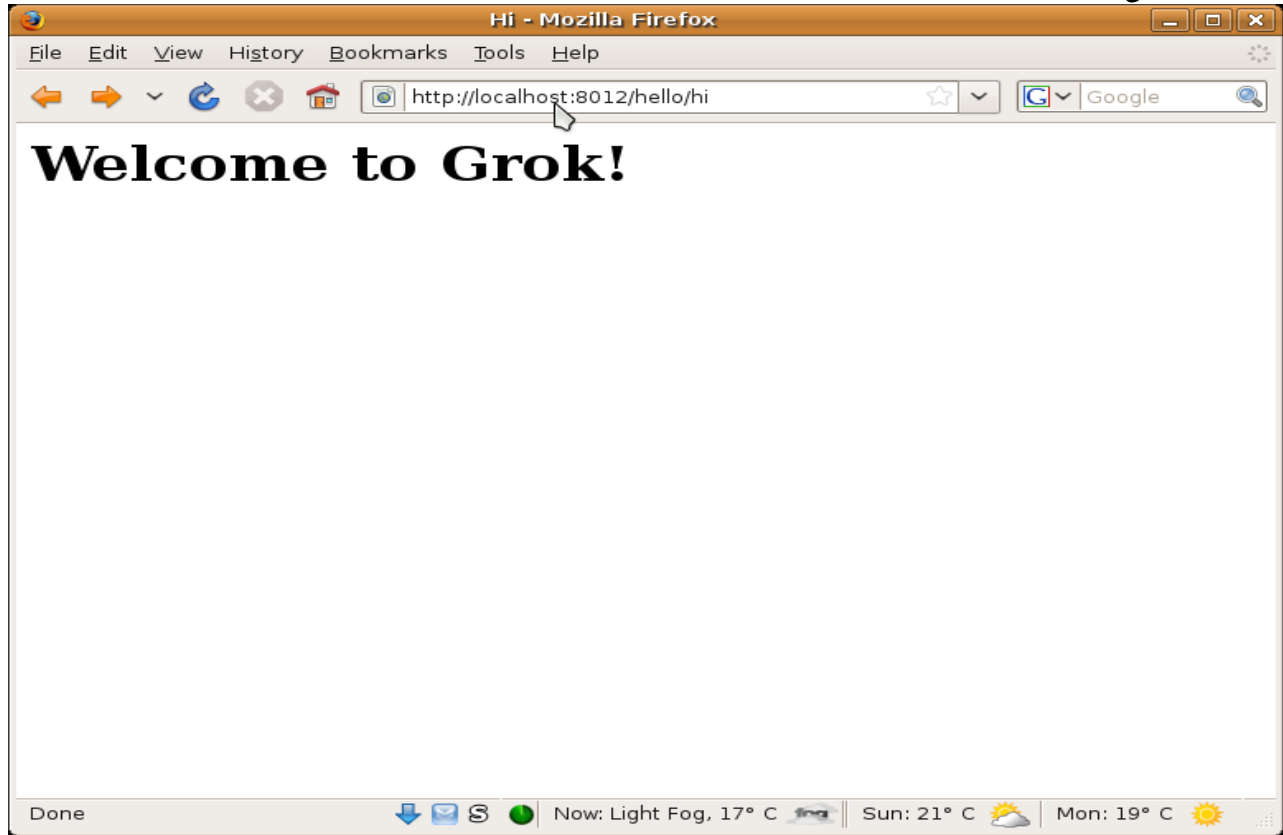 Hi - Mozilla Firefox
File Edit View History Bookmarks Tools Help
http://localhost:8012/hello/hi G Google
Welcome to Grok!
Done S Now: Light Fog, 17° C fog Sun: 21° C Mon: 19° C